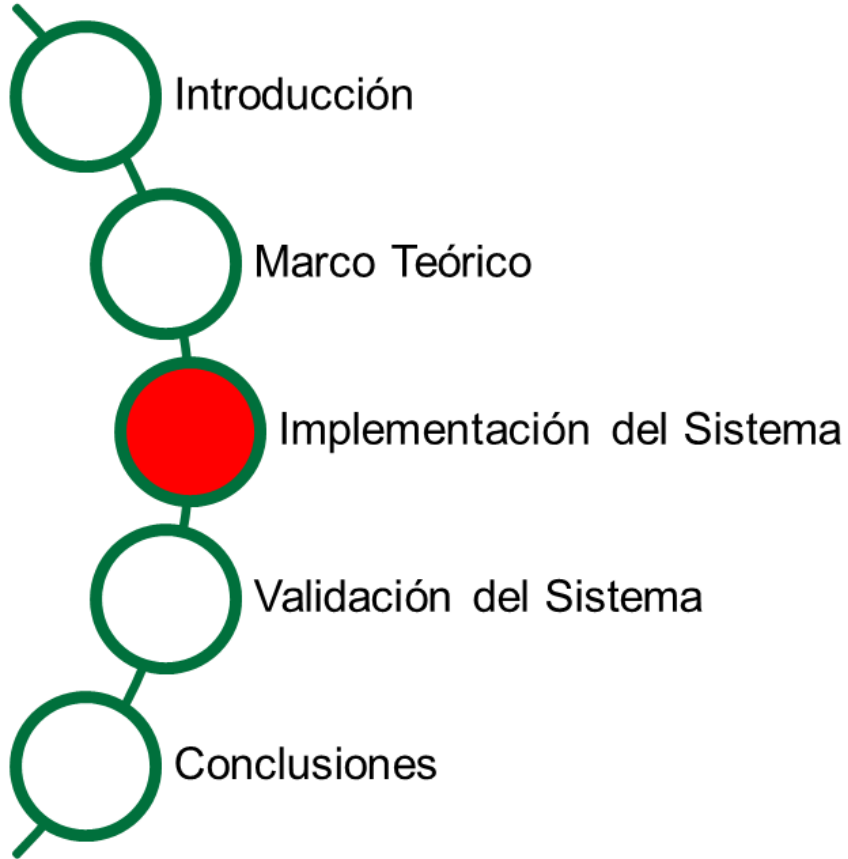 Introducción
Marco Teórico
Implementación del Sistema
Validación del Sistema
Conclusiones